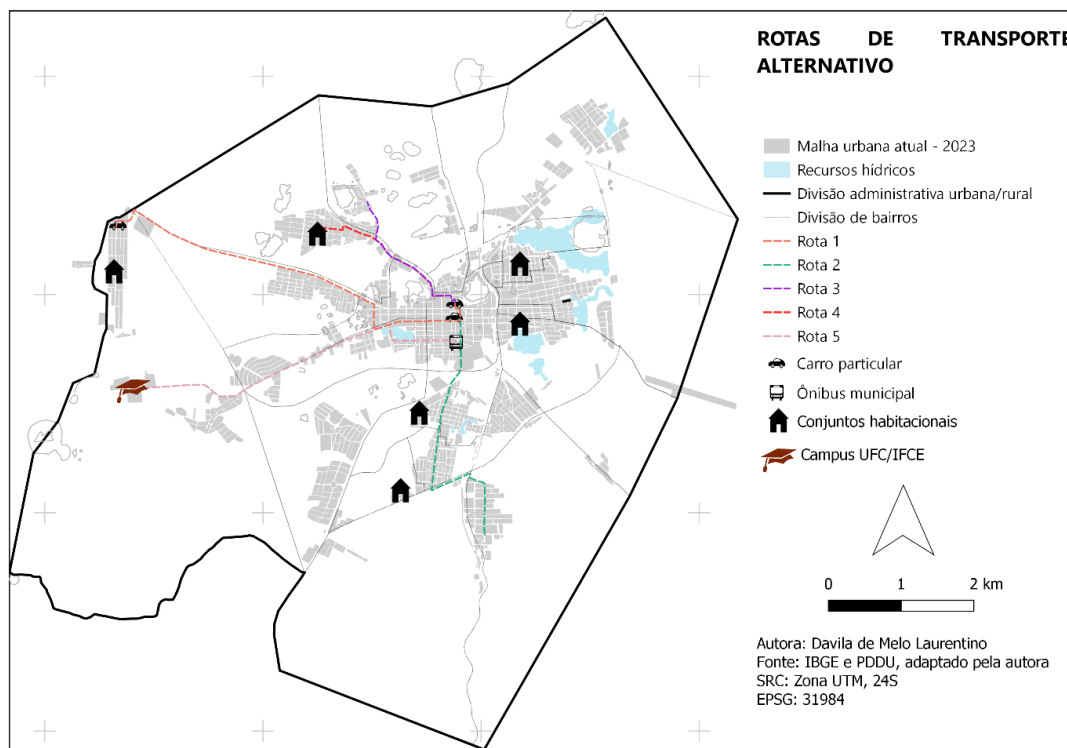 ROTAS DE TRANSPORTE
ALTERNATIVO
Malha urbana atual - 2023
Recursos hídricos
Divisão administrativa urbana/rural
Divisão de bairros
Rota 1
Rota 2
Rota 3
Rota 4
Rota 5
Carro particular
Ônibus municipal
Conjuntos habitacionais
Campus UFC/IFCE
0 1 2 km
Autora: Davila de Melo Laurentino
Fonte: IBGE e PDDU, adaptado pela autora
SRC: Zona UTM, 24S
EPSG: 31984